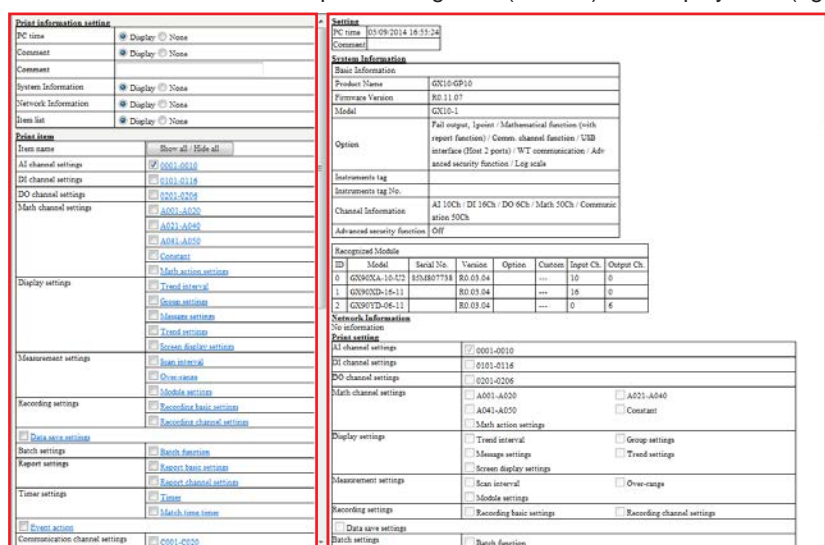 Print information setting
PC time Display None
Comment Display None
Comment
System Information Display None
Network Information Display None
Item list Display None
Print item
Item name Show all / Hide all
AI channel settings 0001-0010
DI channel settings 0101-0116
DO channel settings 0201-0206
Math channel settings A001-A020
A021-A040
A041-A050
Constant
Math action settings
Display settings Trend interval
Group settings
Message settings
Trend settings
Screen display settings
Measurement settings Scan interval
Over-range
Module settings
Recording settings Recording basic settings
Recording channel settings
Data save settings
Batch settings Batch function
Report settings Report basic settings
Report channel settings
Timer settings Timer
Match time timer
Event action
Communication channel settings C001-C020
Setting
PC time 05/09/2014 16:55:24
Comment
System Information
Basic Information
Product Name GX10/GP10
Firmware Version R0.11.07
Model GX10-1
Option Fail output, 1point / Mathematical function (with
report function) / Comm. channel function / USB
interface (Host 2 ports) / WT communication / Adv
anced security function / Log scale
Instruments tag
Instruments tag No.
Channel Information AI 10Ch / DI 16Ch / DO 6Ch / Math 50Ch / Communic
ation 50Ch
Advanced security function Off
Recognized Module
ID Model Serial No. Version Option Custom Input Ch. Output Ch.
0 GX90XA-10-U2 S5M807738 R0.03.04 --- 10 0
1 GX90XD-16-11 R0.03.04 --- 16 0
2 GX90YD-06-11 R0.03.04 --- 0 6
Network Information
No information
Print setting
AI channel settings 0001-0010
DI channel settings 0101-0116
DO channel settings 0201-0206
Math channel settings A001-A020 A021-A040
A041-A050 Constant
Math action settings
Display settings Trend interval Group settings
Message settings Trend settings
Screen display settings
Measurement settings Scan interval Over-range
Module settings
Recording settings Recording basic settings Recording channel settings
Data save settings
Batch settings Batch function